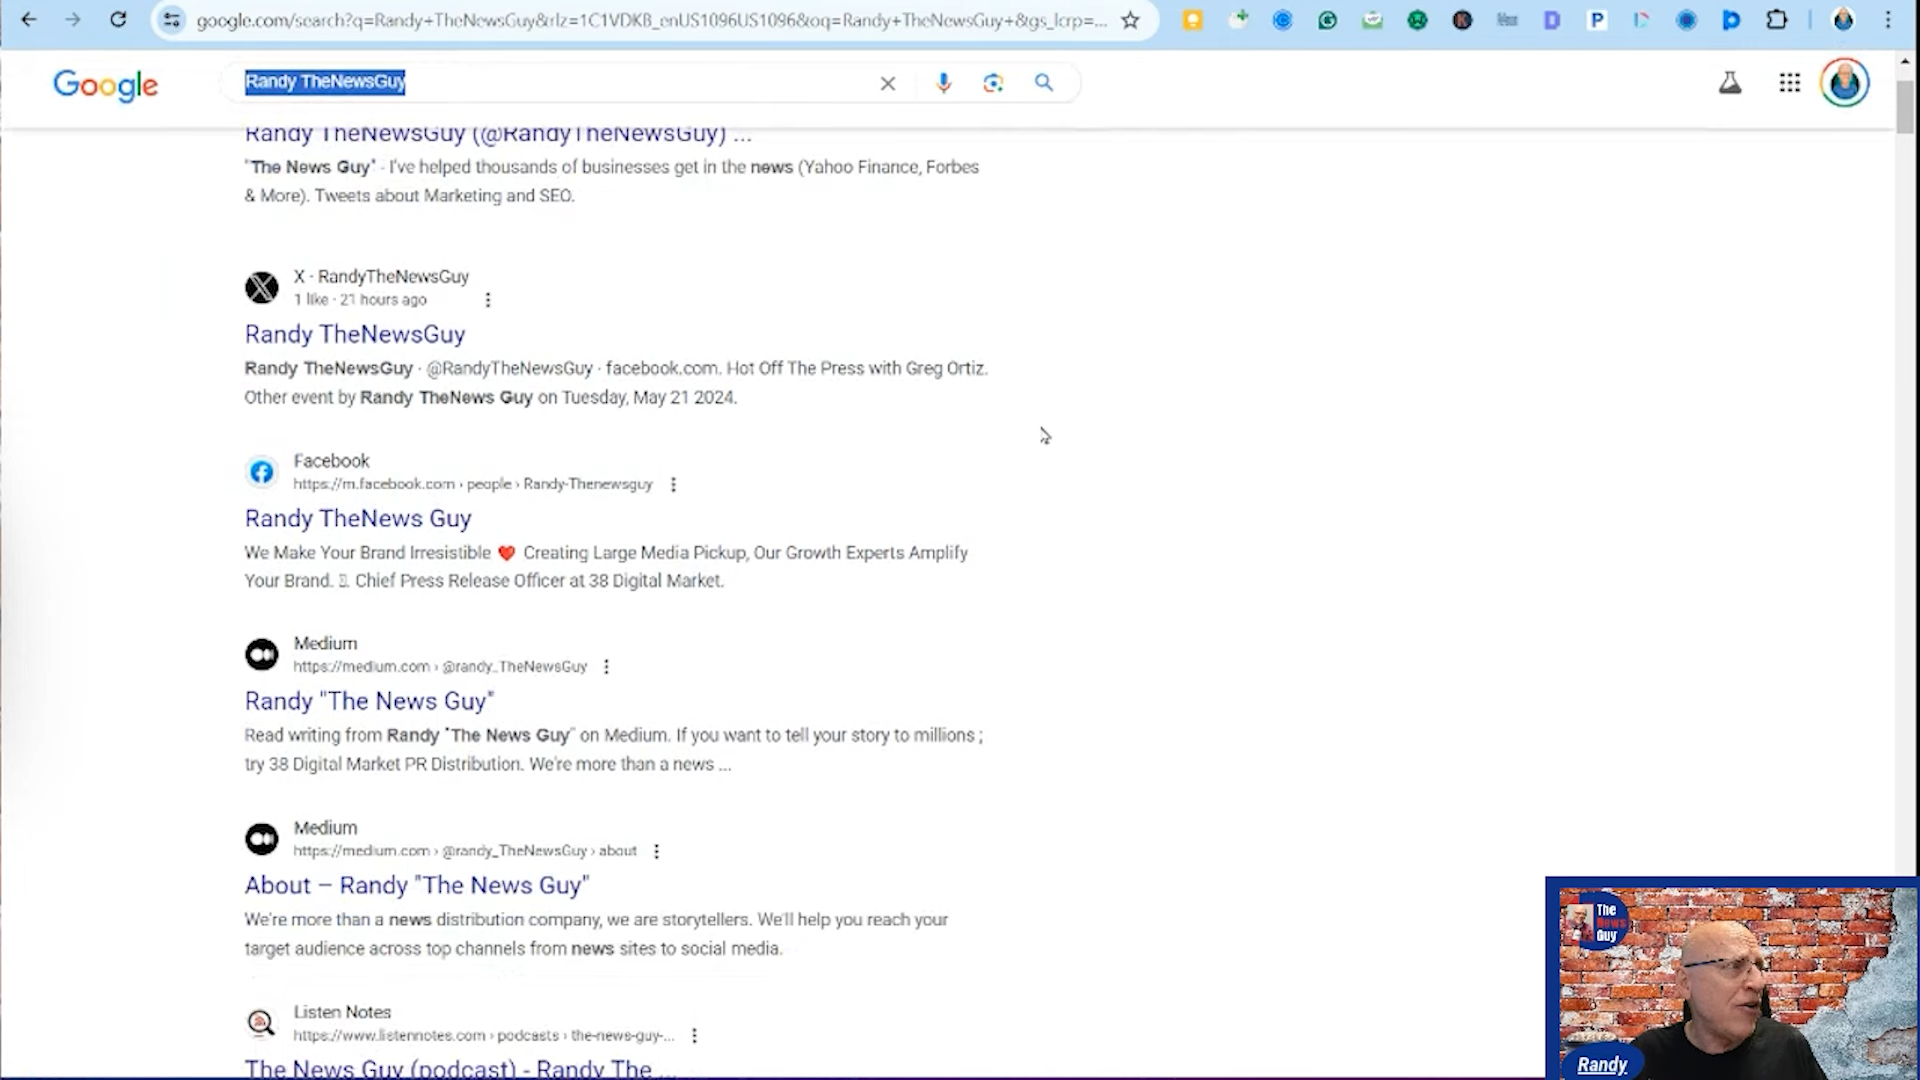 google.com/search?q=Randy+TheNewsGuy&rlz=1C1VDKB_enUS1096US1096&oq=Randy+TheNewsGuy+&gs_lcrp=...
Google
Randy TheNewsGuy
Randy TheNewsGuy (@RandyTheNewsGuy) ...
"The News Guy" - I've helped thousands of businesses get in the news (Yahoo Finance, Forbes
& More). Tweets about Marketing and SEO.
X · RandyTheNewsGuy
1 like · 21 hours ago
Randy TheNewsGuy
Randy TheNewsGuy · @RandyTheNewsGuy · facebook.com. Hot Off The Press with Greg Ortiz.
Other event by Randy TheNews Guy on Tuesday, May 21 2024.
Facebook
https://m.facebook.com › people › Randy-Thenewsguy
Randy TheNews Guy
We Make Your Brand Irresistible ❤️ Creating Large Media Pickup, Our Growth Experts Amplify
Your Brand. Chief Press Release Officer at 38 Digital Market.
Medium
https://medium.com › @randy_TheNewsGuy
Randy "The News Guy"
Read writing from Randy "The News Guy" on Medium. If you want to tell your story to millions ;
try 38 Digital Market PR Distribution. We're more than a news ...
Medium
https://medium.com › @randy_TheNewsGuy › about
About – Randy "The News Guy"
We're more than a news distribution company, we are storytellers. We'll help you reach your
target audience across top channels from news sites to social media.
Listen Notes
https://www.listennotes.com › podcasts › the-news-guy-...
The News Guy (podcast) - Randy The ...
The
News
Guy
Randy